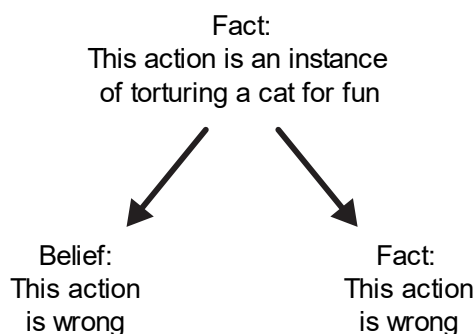 Fact:
This action is an instance
of torturing a cat for fun
Belief:
This action
is wrong
Fact:
This action
is wrong